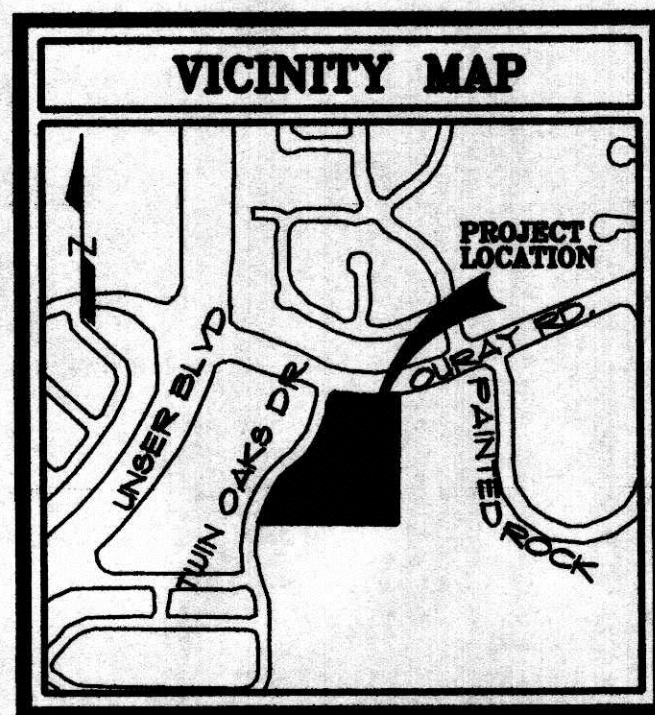 VICINITY MAP
N
PROJECT
LOCATION
OURAY RD.
UNSER BLVD
TWIN OAKS DR
PAINTED ROCK